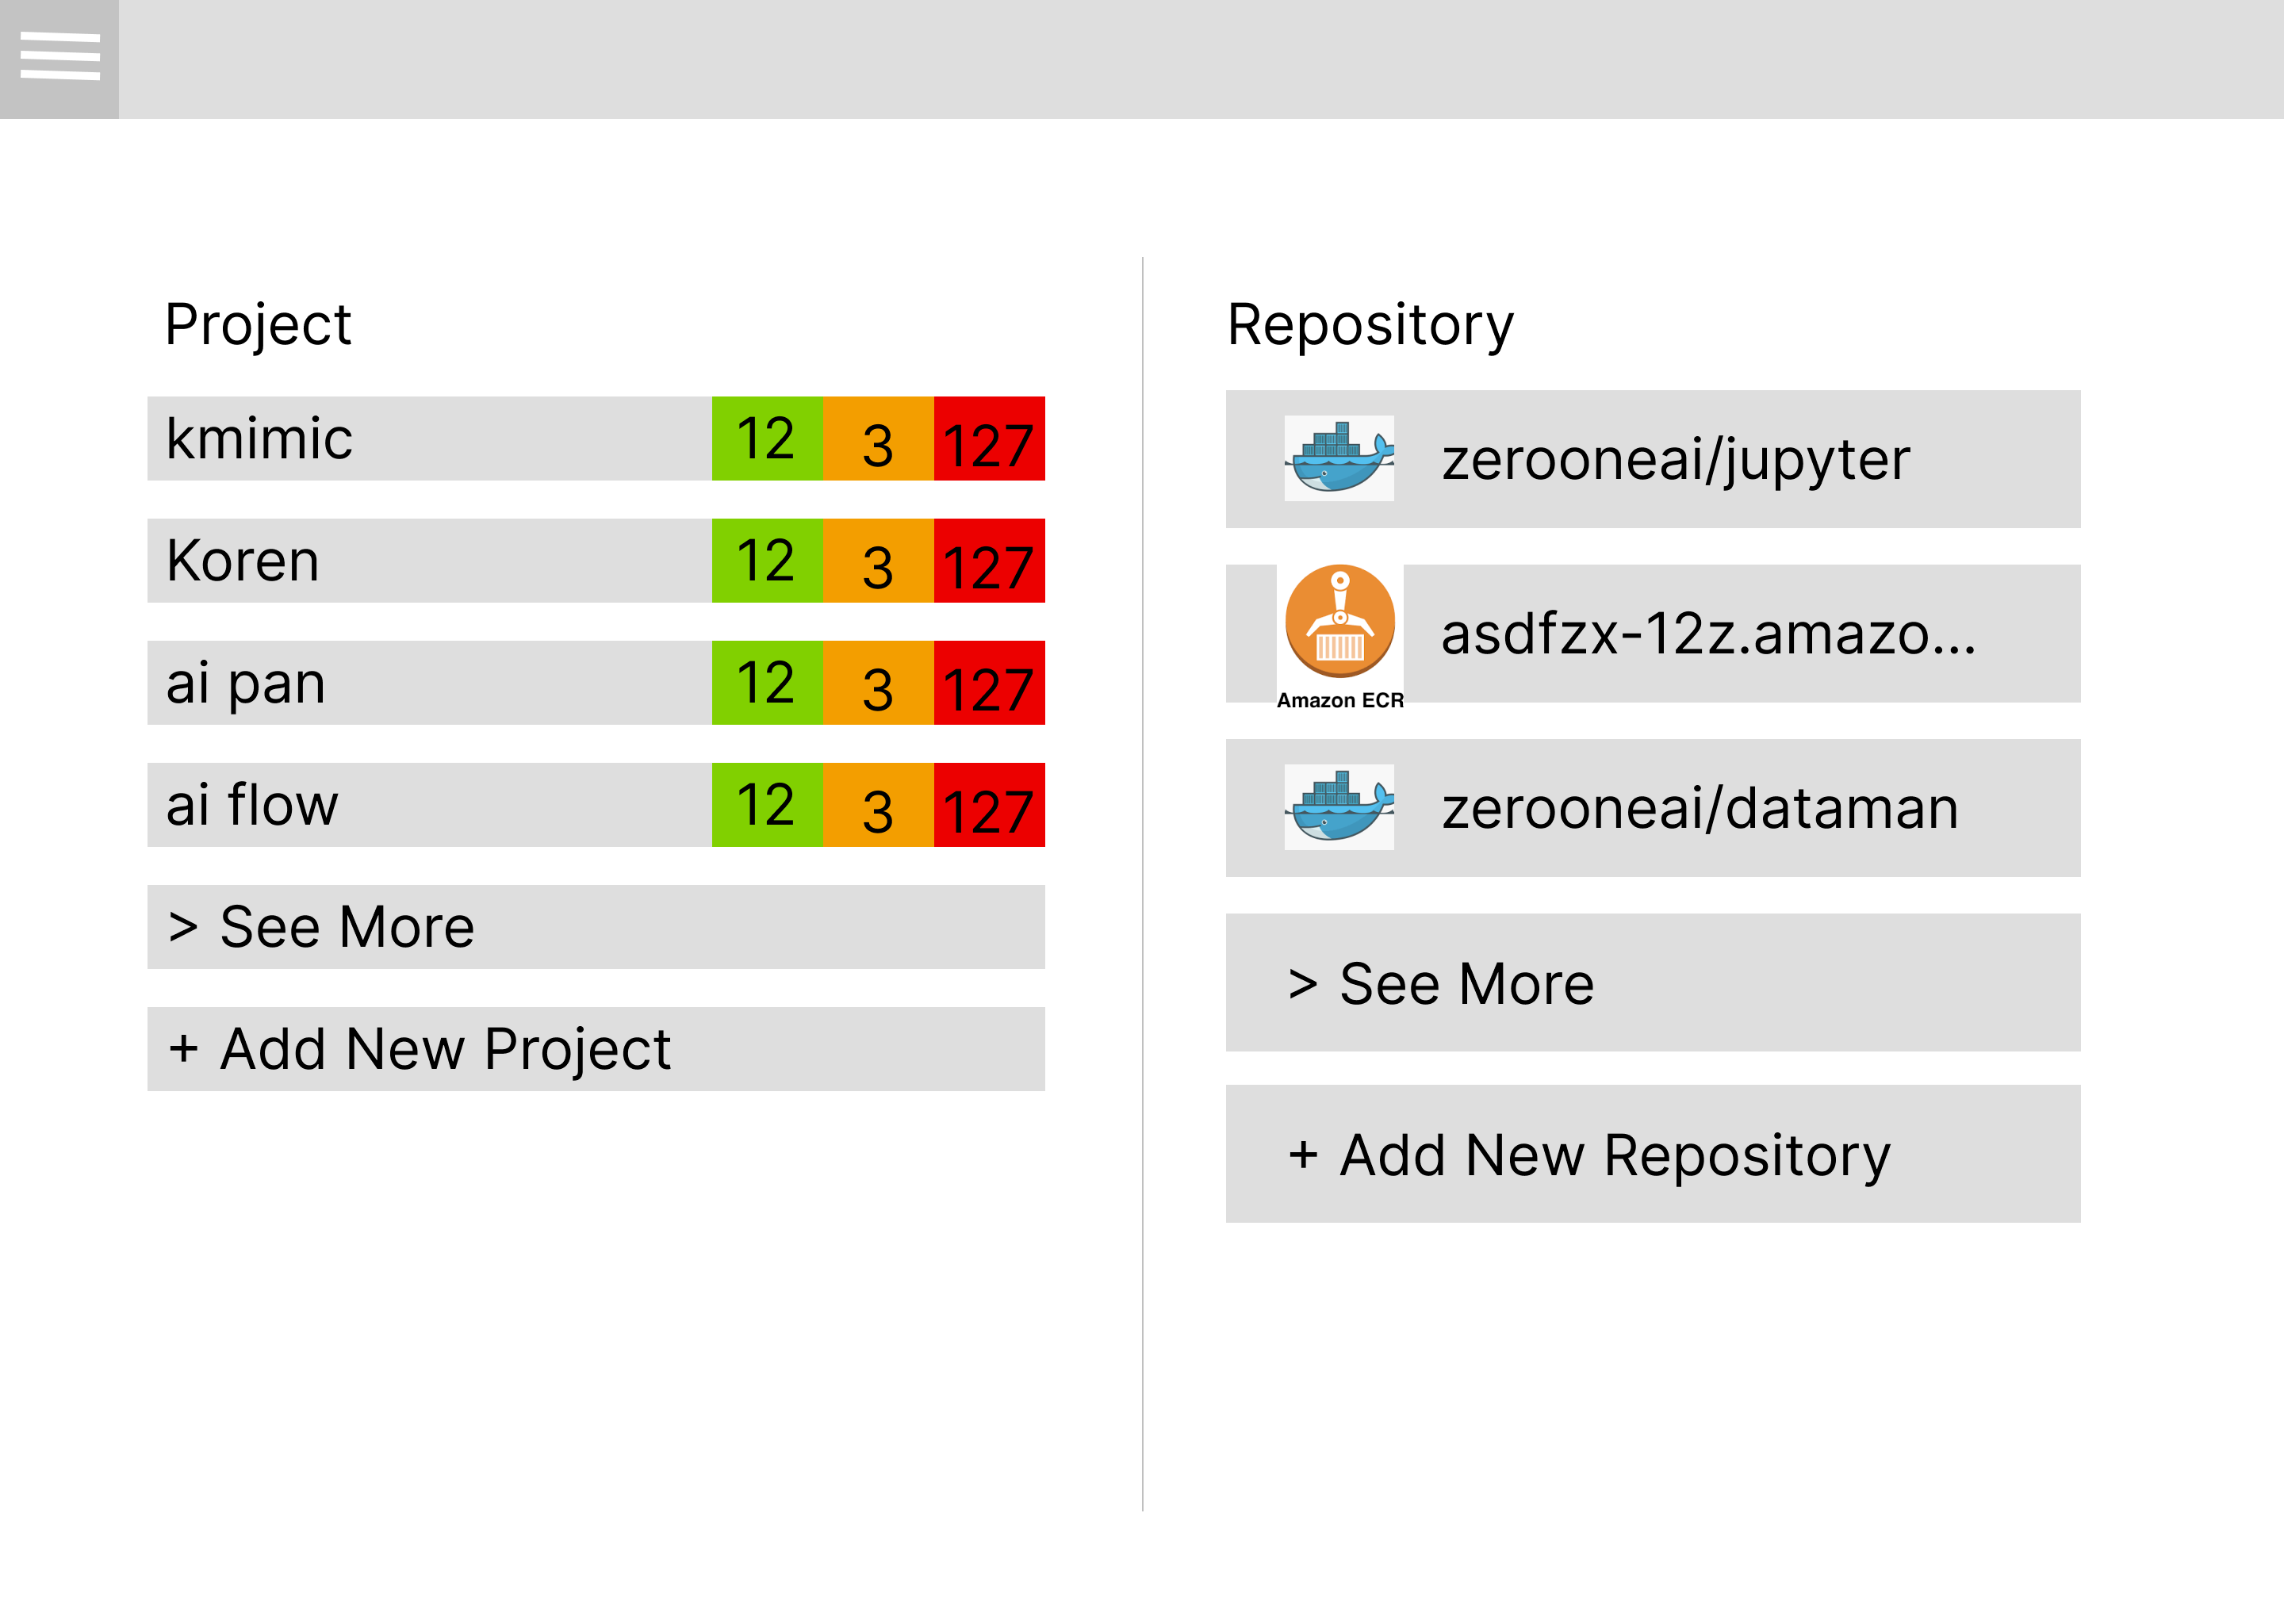 Project
kmimic 12 3 127
Koren 12 3 127
ai pan 12 3 127
ai flow 12 3 127
> See More
+ Add New Project
Repository
zerooneai/jupyter
asdfzx-12z.amazo...
Amazon ECR
zerooneai/dataman
> See More
+ Add New Repository